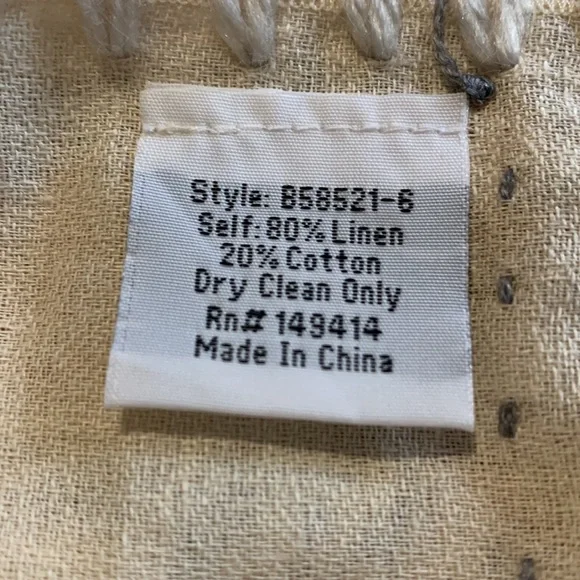 Style: B58521-6
Self: 80% Linen
20% Cotton
Dry Clean Only
Rn# 149414
Made In China